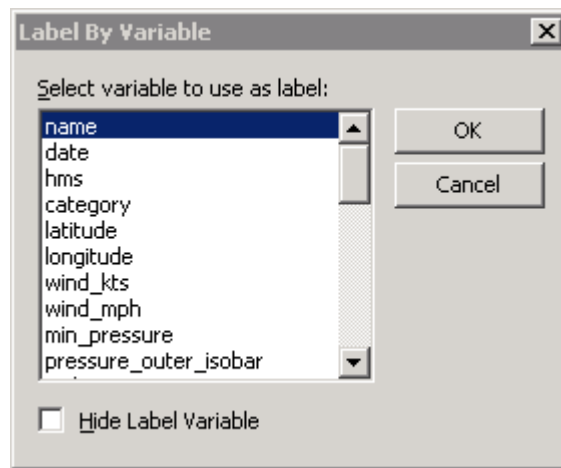 Label By Variable
Select variable to use as label:
name
date
hms
category
latitude
longitude
wind_kts
wind_mph
min_pressure
pressure_outer_isobar
OK
Cancel
Hide Label Variable